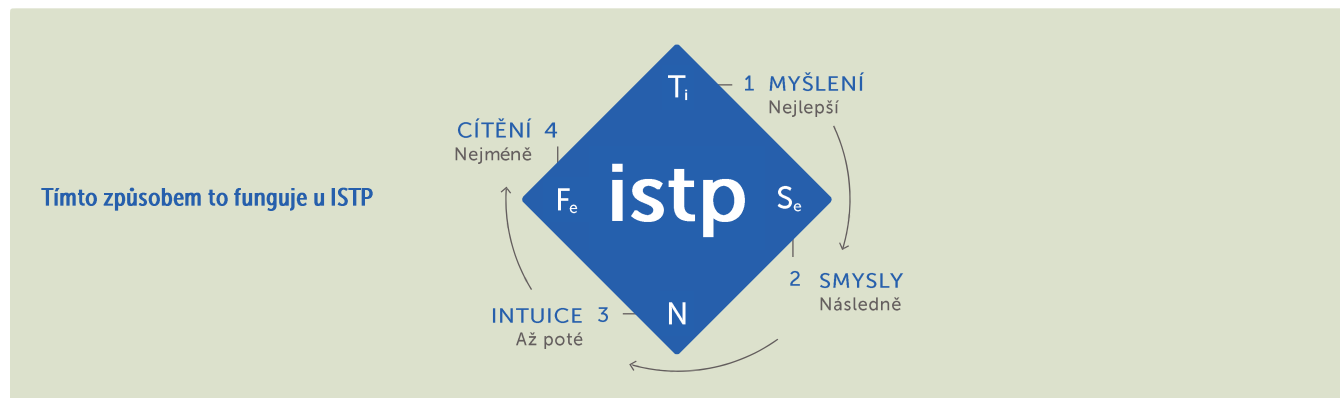 Tímto způsobem to funguje u ISTP
Ti
1 MYŠLENÍ
Nejlepší
CÍTĚNÍ 4
Nejméně
Fe
istp
Se
2 SMYSLY
Následně
INTUICE 3
Až poté
N